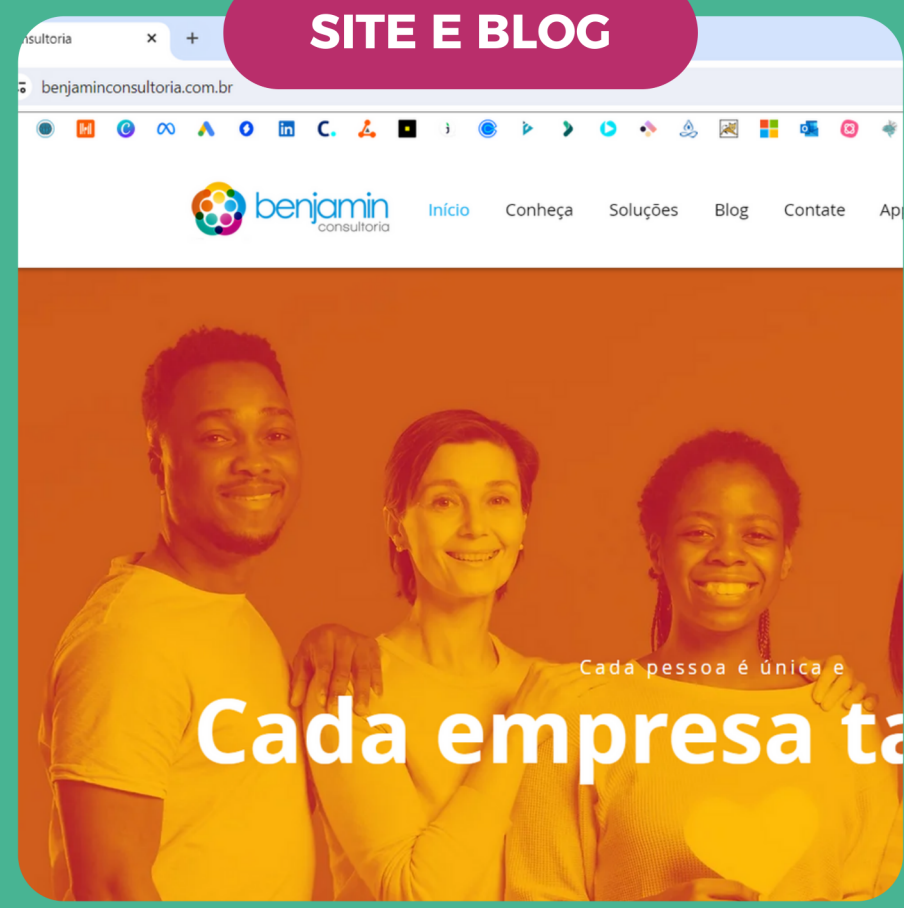 SITE E BLOG
nsultoria
benjaminconsultoria.com.br
benjamin
consultoria
Início Conheça Soluções Blog Contate Ap
Cada pessoa é única e
Cada empresa ta